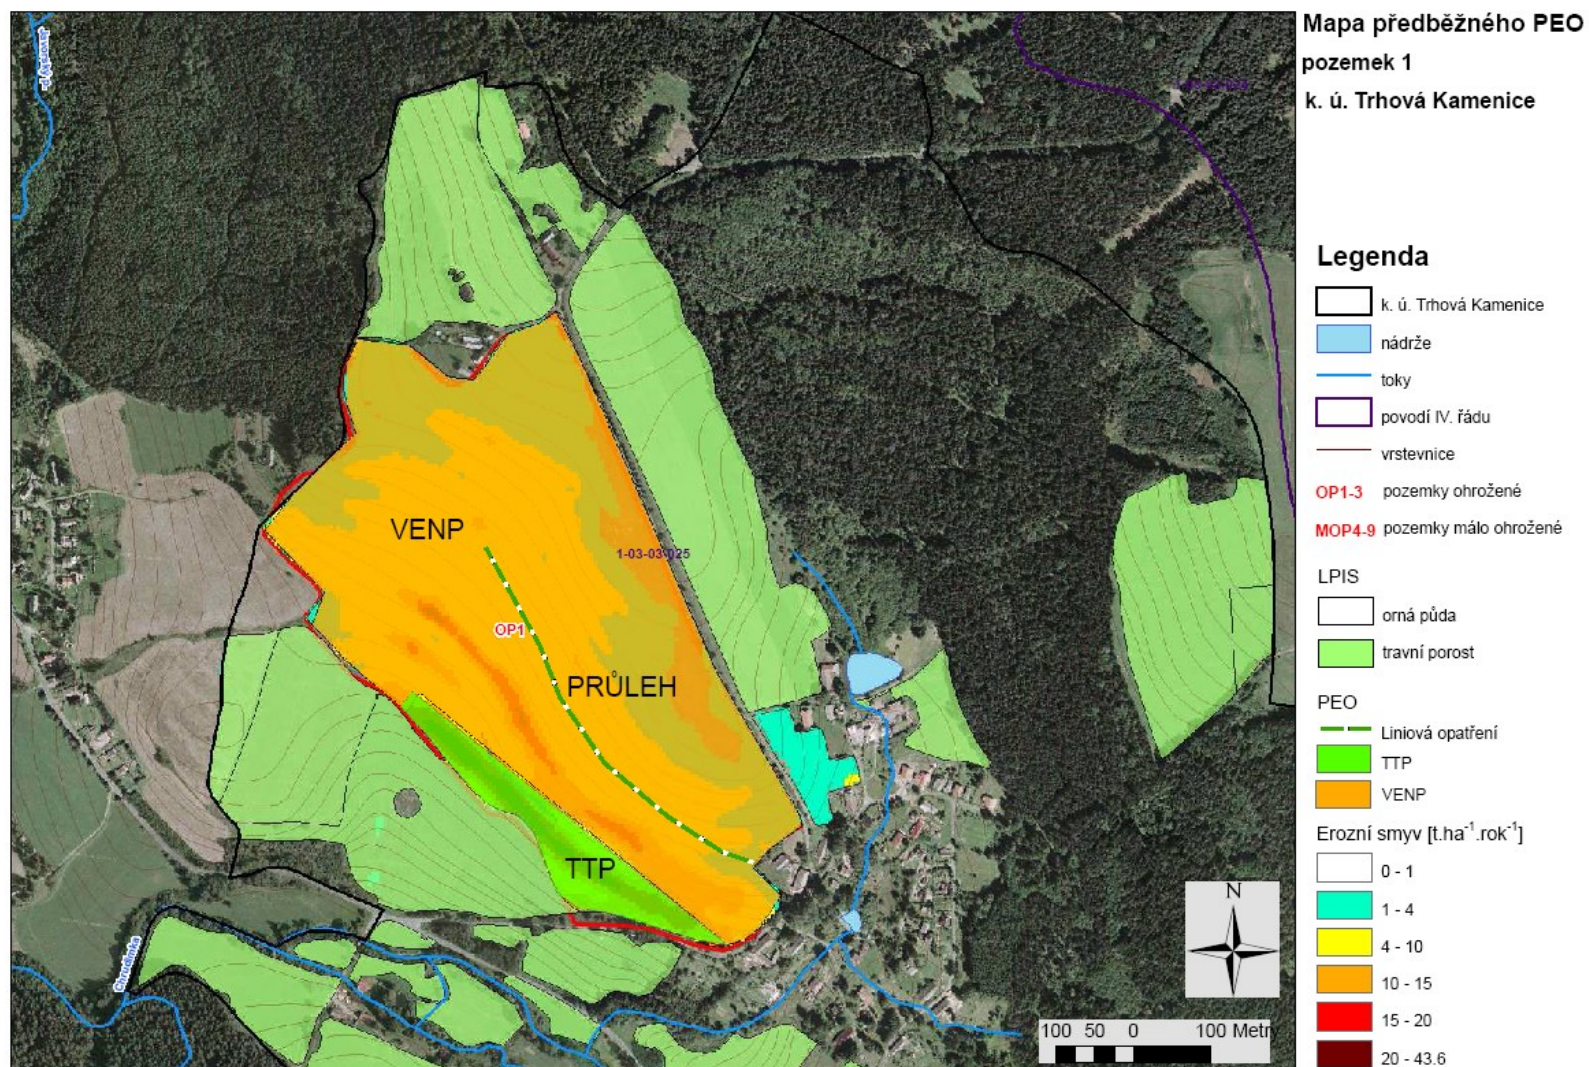 Mapa předběžného PEO
pozemek 1
k. ú. Trhová Kamenice
Javorský p.
VENP
1-03-03-025
OP1
PRŮLEH
TTP
Chrudimka
N
100 50 0 100 Metry
Legenda
k. ú. Trhová Kamenice
nádrže
toky
povodí IV. řádu
vrstevnice
OP1-3 pozemky ohrožené
MOP4-9 pozemky málo ohrožené
LPIS
orná půda
travní porost
PEO
Liniová opatření
TTP
VENP
Erozní smyv [t.ha⁻¹.rok⁻¹]
0 - 1
1 - 4
4 - 10
10 - 15
15 - 20
20 - 43.6